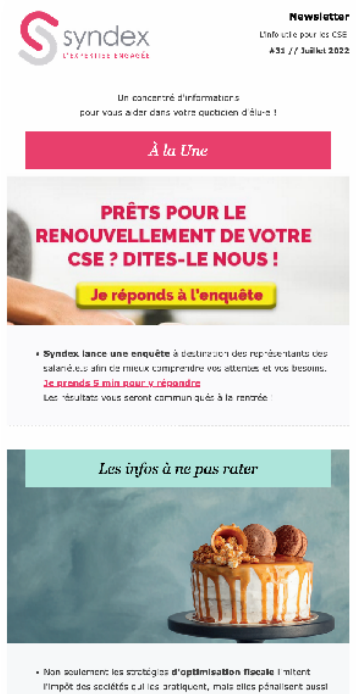 syndex
L'EXPERTISE ENGAGÉE
Newsletter
L'info utile pour les CSE
#31 // Juillet 2022
Un concentré d'informations
pour vous aider dans votre quotidien d'élu·e !
À la Une
PRÊTS POUR LE
RENOUVELLEMENT DE VOTRE
CSE ? DITES-LE NOUS !
Je réponds à l'enquête
• Syndex lance une enquête à destination des représentants des
salarié.e.s afin de mieux comprendre vos attentes et vos besoins.
Je prends 5 min pour y répondre
Les résultats vous seront communiqués à la rentrée !
Les infos à ne pas rater
• Non seulement les stratégies d'optimisation fiscale limitent
l'impôt des sociétés qui les pratiquent, mais elles pénalisent aussi